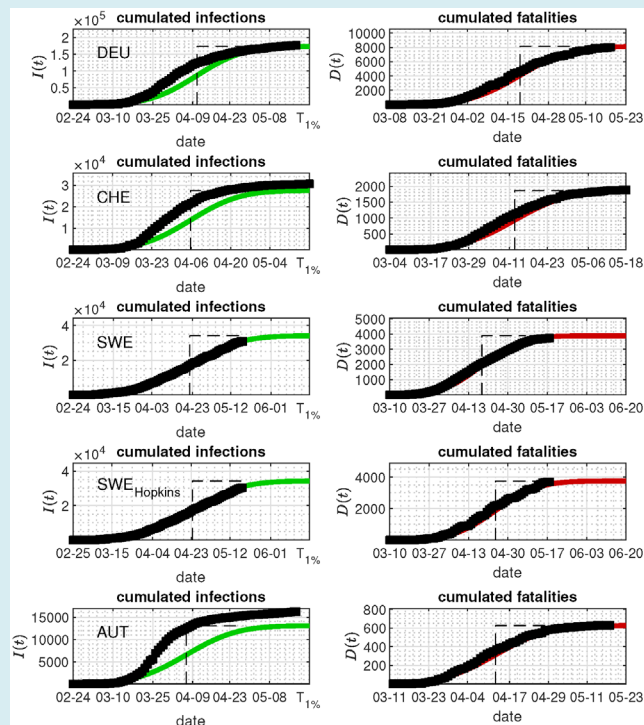 cumulated infections
×10⁵
I(t)
DEU
2
1.5
1
0.5
0
02-24 03-10 03-25 04-09 04-23 05-08 T1%
date
cumulated fatalities
D(t)
10000
8000
6000
4000
2000
0
03-08 03-21 04-02 04-15 04-28 05-10 05-23
date
cumulated infections
×10⁴
I(t)
CHE
3
2
1
02-24 03-09 03-23 04-06 04-20 05-04 T1%
date
cumulated fatalities
D(t)
2000
1500
1000
500
0
03-04 03-17 03-29 04-11 04-23 05-06 05-18
date
cumulated infections
×10⁴
I(t)
SWE
4
2
02-24 03-15 04-03 04-23 05-12 06-01 T1%
date
cumulated fatalities
D(t)
5000
4000
3000
2000
1000
03-10 03-27 04-13 04-30 05-17 06-03 06-20
date
cumulated infections
×10⁴
I(t)
SWE Hopkins
4
2
02-25 03-15 04-04 04-23 05-12 06-01 T1%
date
cumulated fatalities
D(t)
4000
2000
0
03-10 03-27 04-13 04-30 05-17 06-03 06-20
date
cumulated infections
I(t)
AUT
15000
10000
5000
02-24 03-10 03-25 04-09 04-23 05-08 T1%
date
cumulated fatalities
D(t)
800
600
400
200
0
03-11 03-23 04-04 04-17 04-29 05-11 05-23
date